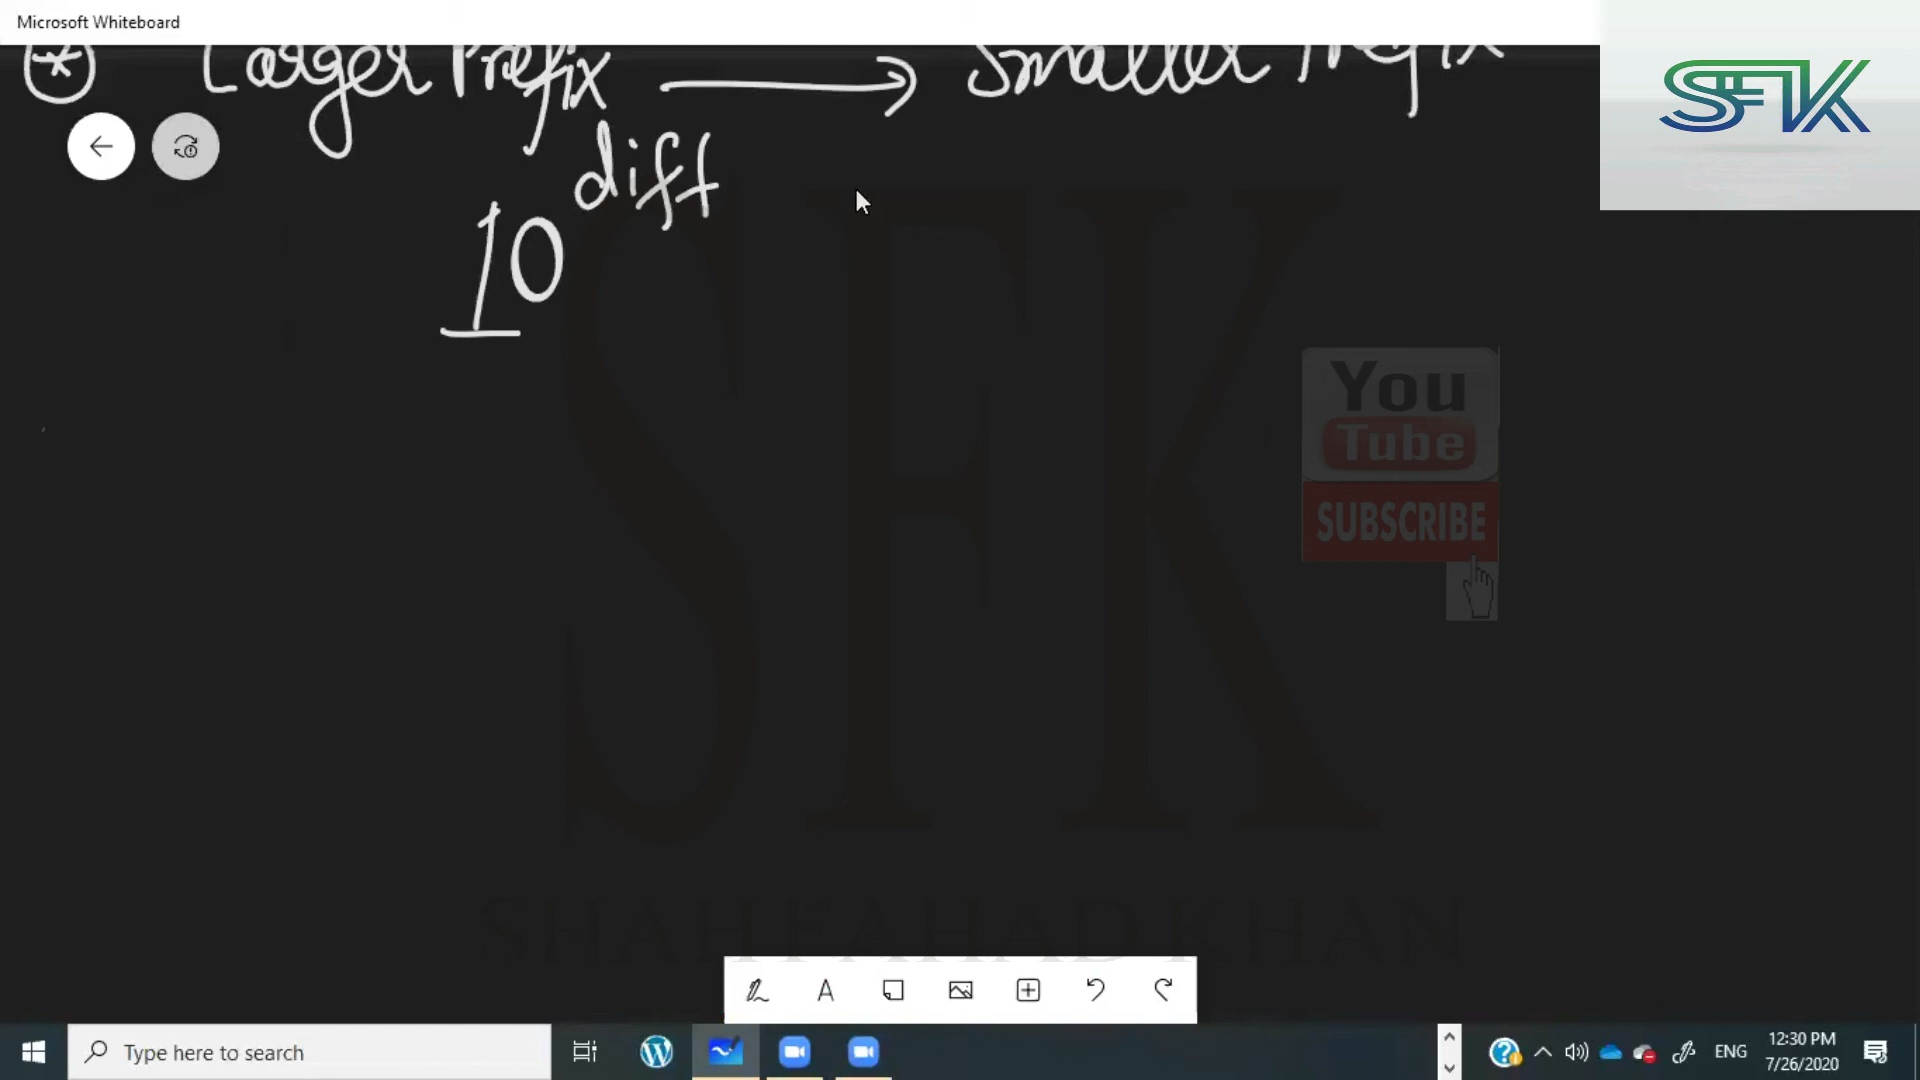 Microsoft Whiteboard
* Larger Prefix → Smaller Prefix
SFK
10^diff
SFK
You
Tube
SUBSCRIBE
SHAH FAHAD KHAN
A
Type here to search
ENG
12:30 PM
7/26/2020